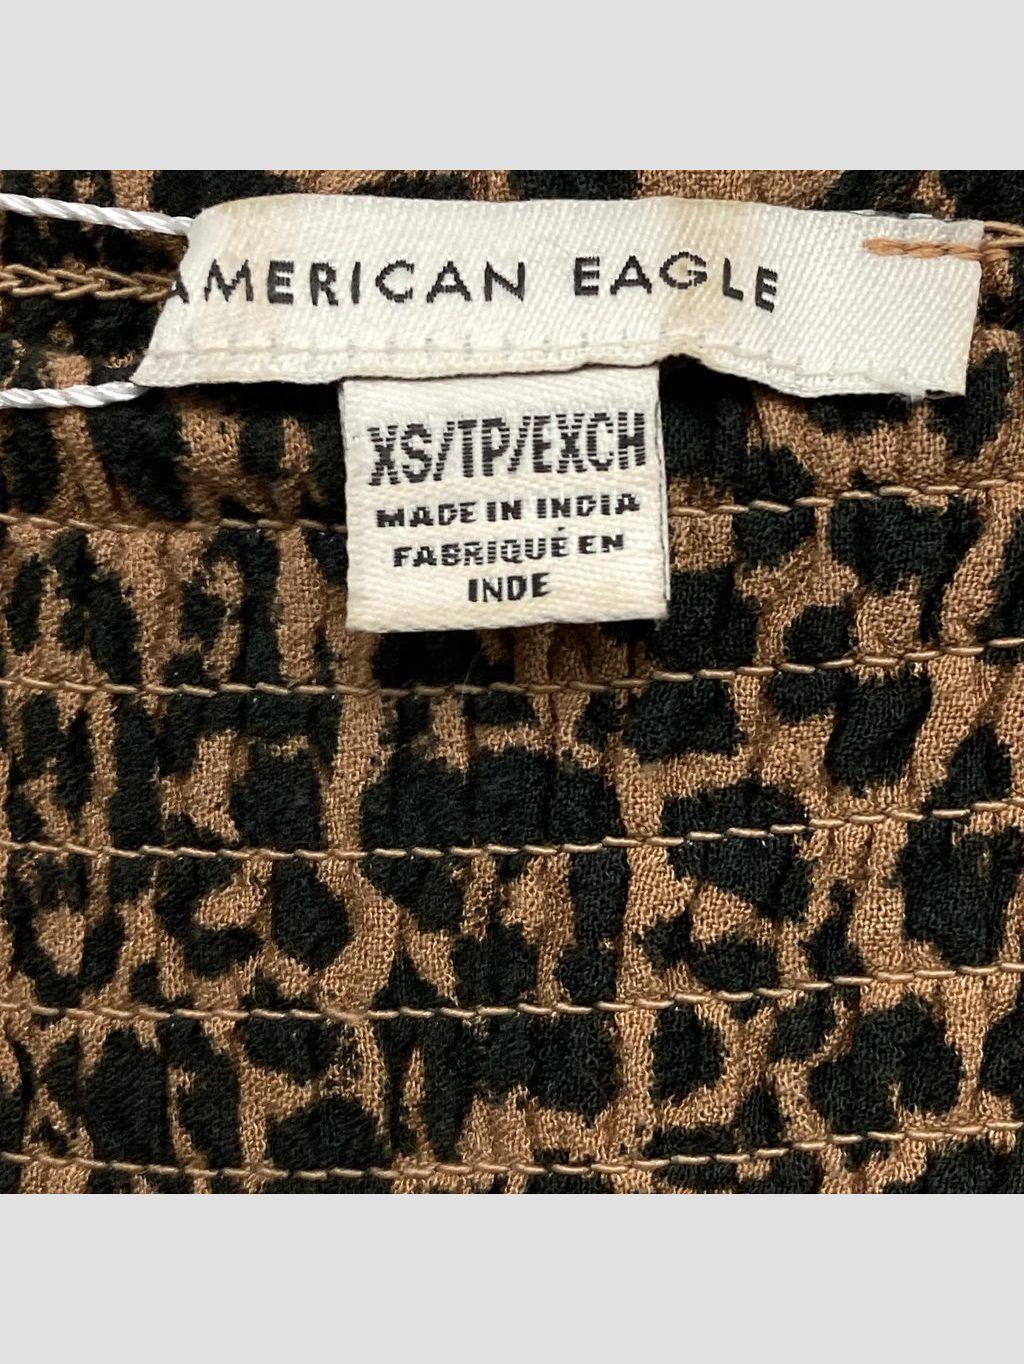 AMERICAN EAGLE
XS/TP/EXCH
MADE IN INDIA
FABRIQUÉ EN
INDE